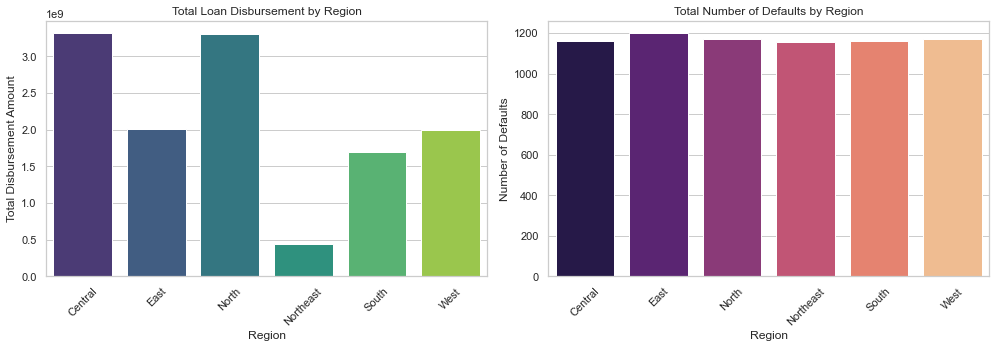 Total Loan Disbursement by Region
1e9
Total Disbursement Amount
3.0
2.5
2.0
1.5
1.0
0.5
0.0
Central
East
North
Northeast
South
West
Region
Total Number of Defaults by Region
Number of Defaults
1200
1000
800
600
400
200
0
Central
East
North
Northeast
South
West
Region